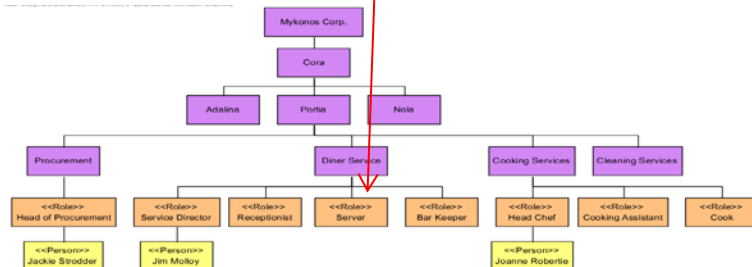 Mykonos Corp.
Cora
Adalina
Portia
Nola
Procurement
Diner Service
Cooking Services
Cleaning Services
<<Role>>
Head of Procurement
<<Role>>
Service Director
<<Role>>
Receptionist
<<Role>>
Server
<<Role>>
Bar Keeper
<<Role>>
Head Chef
<<Role>>
Cooking Assistant
<<Role>>
Cook
<<Person>>
Jackie Strodder
<<Person>>
Jim Molloy
<<Person>>
Joanne Robertie